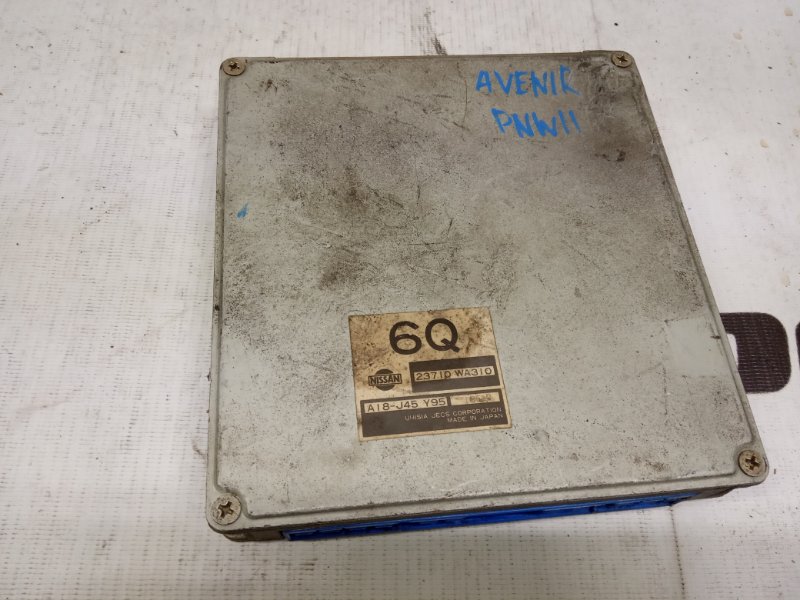 AVENIR
PNW11
6Q
NISSAN
23710 WA310
A18-J45 Y95
UNISIA JECS CORPORATION
MADE IN JAPAN